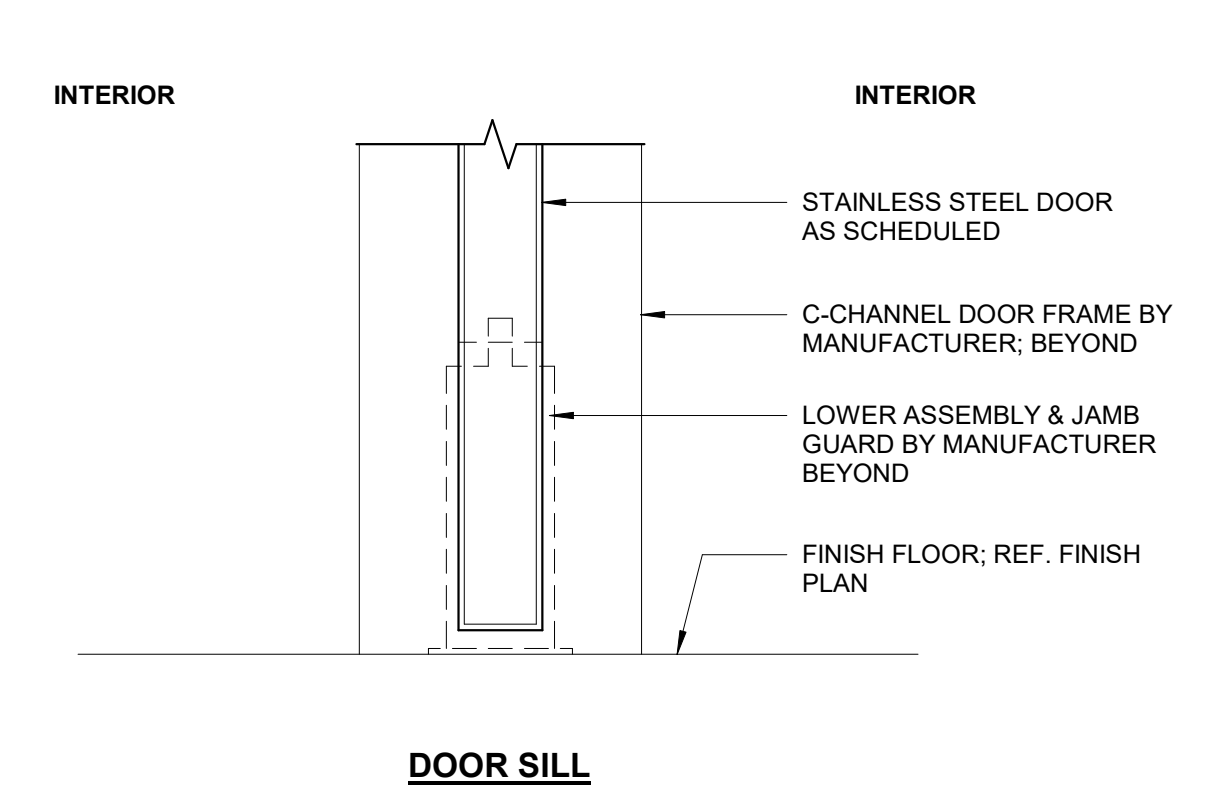 INTERIOR
INTERIOR
STAINLESS STEEL DOOR
AS SCHEDULED
C-CHANNEL DOOR FRAME BY
MANUFACTURER; BEYOND
LOWER ASSEMBLY & JAMB
GUARD BY MANUFACTURER
BEYOND
FINISH FLOOR; REF. FINISH
PLAN
DOOR SILL